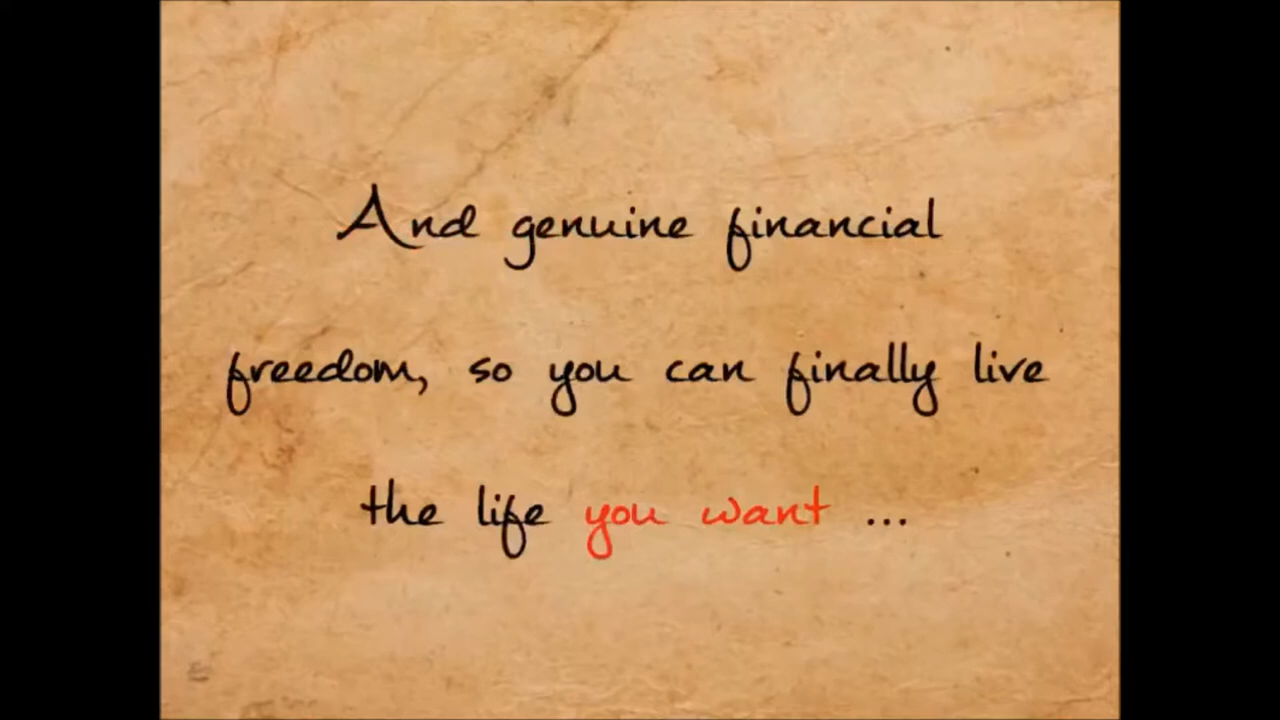 And genuine financial
freedom, so you can finally live
the life you want ...